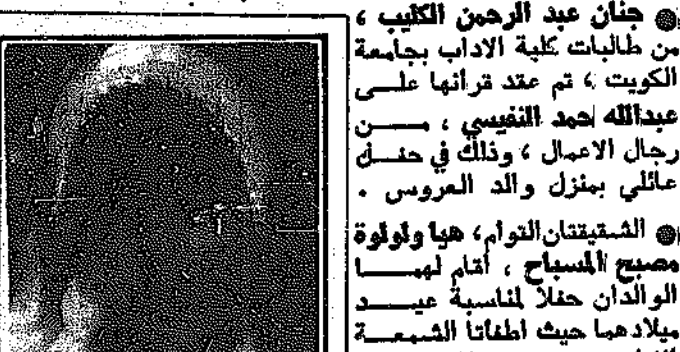 جنان عبد الرحمن الكليب ،
من طالبات كلية الاداب بجامعة
الكويت ، تم عقد قرانها على
عبدالله احمد النفيسي ، من
رجال الاعمال ، وذلك في حفل
عائلي بمنزل والد العروس .
الشقيقتان التوام ، هيا ولولوة
مصبح المسباح ، أقام لهما
الوالدان حفلا لمناسبة عيد
ميلادهما حيث اطفاتا الشمعة